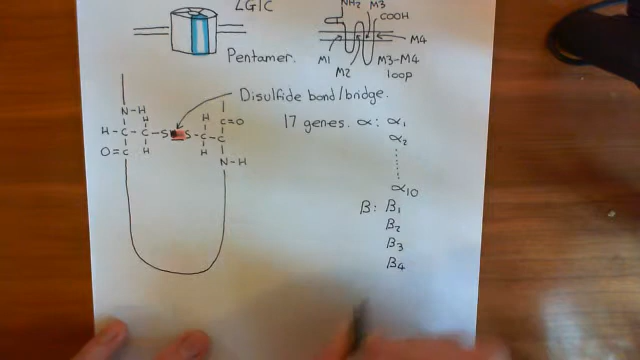 LGIC
NH2 M3
COOH
M4
Pentamer.
M1
M2
M3-M4
loop
Disulfide bond/bridge.
17 genes. α: α1
α2
α10
β: β1
β2
β3
β4
N-H
H-C-C-S S-C-C
H
H
C=O
O=C
H
H
N-H